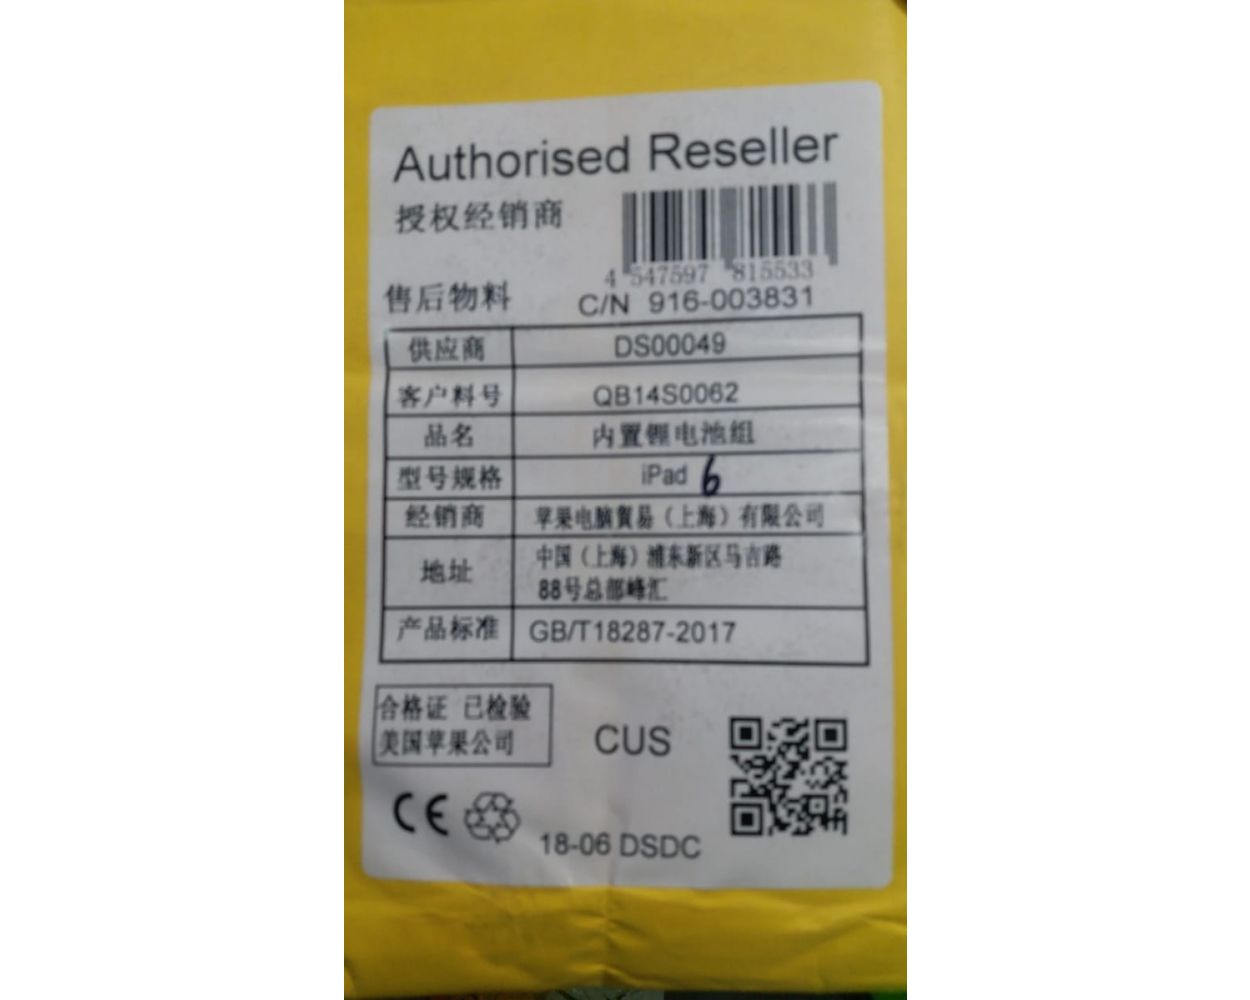 Authorised Reseller
授权经销商
4 547597 815533
售后物料 C/N 916-003831
供应商 DS00049
客户料号 QB14S0062
品名 内置锂电池组
型号规格 iPad 6
经销商 苹果电脑貿易（上海）有限公司
地址 中国（上海）浦东新区马吉路
88号总部峰汇
产品标准 GB/T18287-2017
合格证 已检验
美国苹果公司
CUS
CE
18-06 DSDC